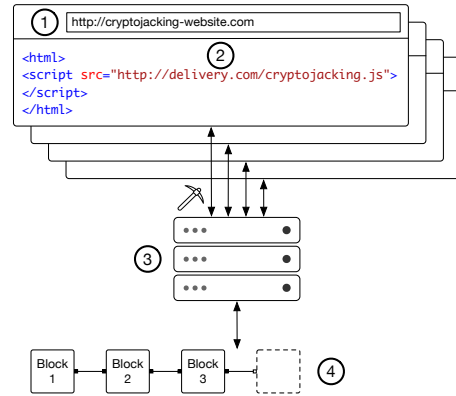 1 http://cryptojacking-website.com
2
<html>
<script src="http://delivery.com/cryptojacking.js">
</script>
</html>
3
Block Block Block
1 2 3
4